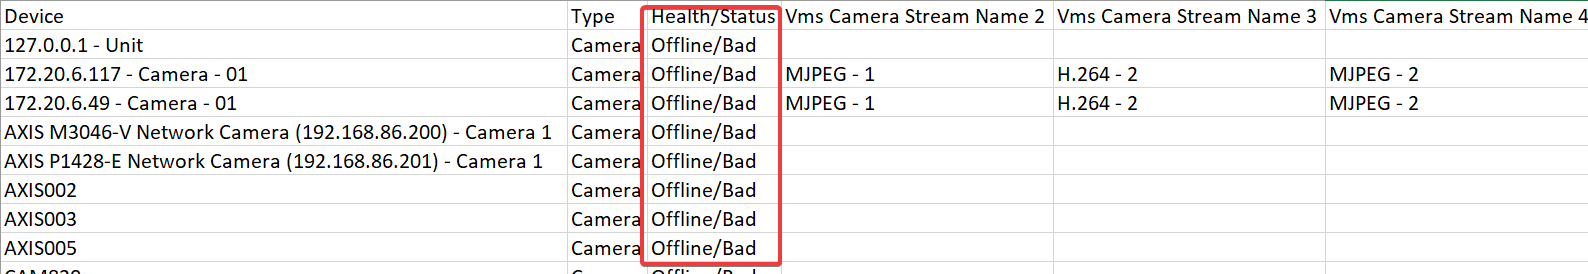 Device Type Health/Status Vms Camera Stream Name 2 Vms Camera Stream Name 3 Vms Camera Stream Name 4
127.0.0.1 - Unit Camera Offline/Bad
172.20.6.117 - Camera - 01 Camera Offline/Bad MJPEG - 1 H.264 - 2 MJPEG - 2
172.20.6.49 - Camera - 01 Camera Offline/Bad MJPEG - 1 H.264 - 2 MJPEG - 2
AXIS M3046-V Network Camera (192.168.86.200) - Camera 1 Camera Offline/Bad
AXIS P1428-E Network Camera (192.168.86.201) - Camera 1 Camera Offline/Bad
AXIS002 Camera Offline/Bad
AXIS003 Camera Offline/Bad
AXIS005 Camera Offline/Bad
Camera Offline/Bad